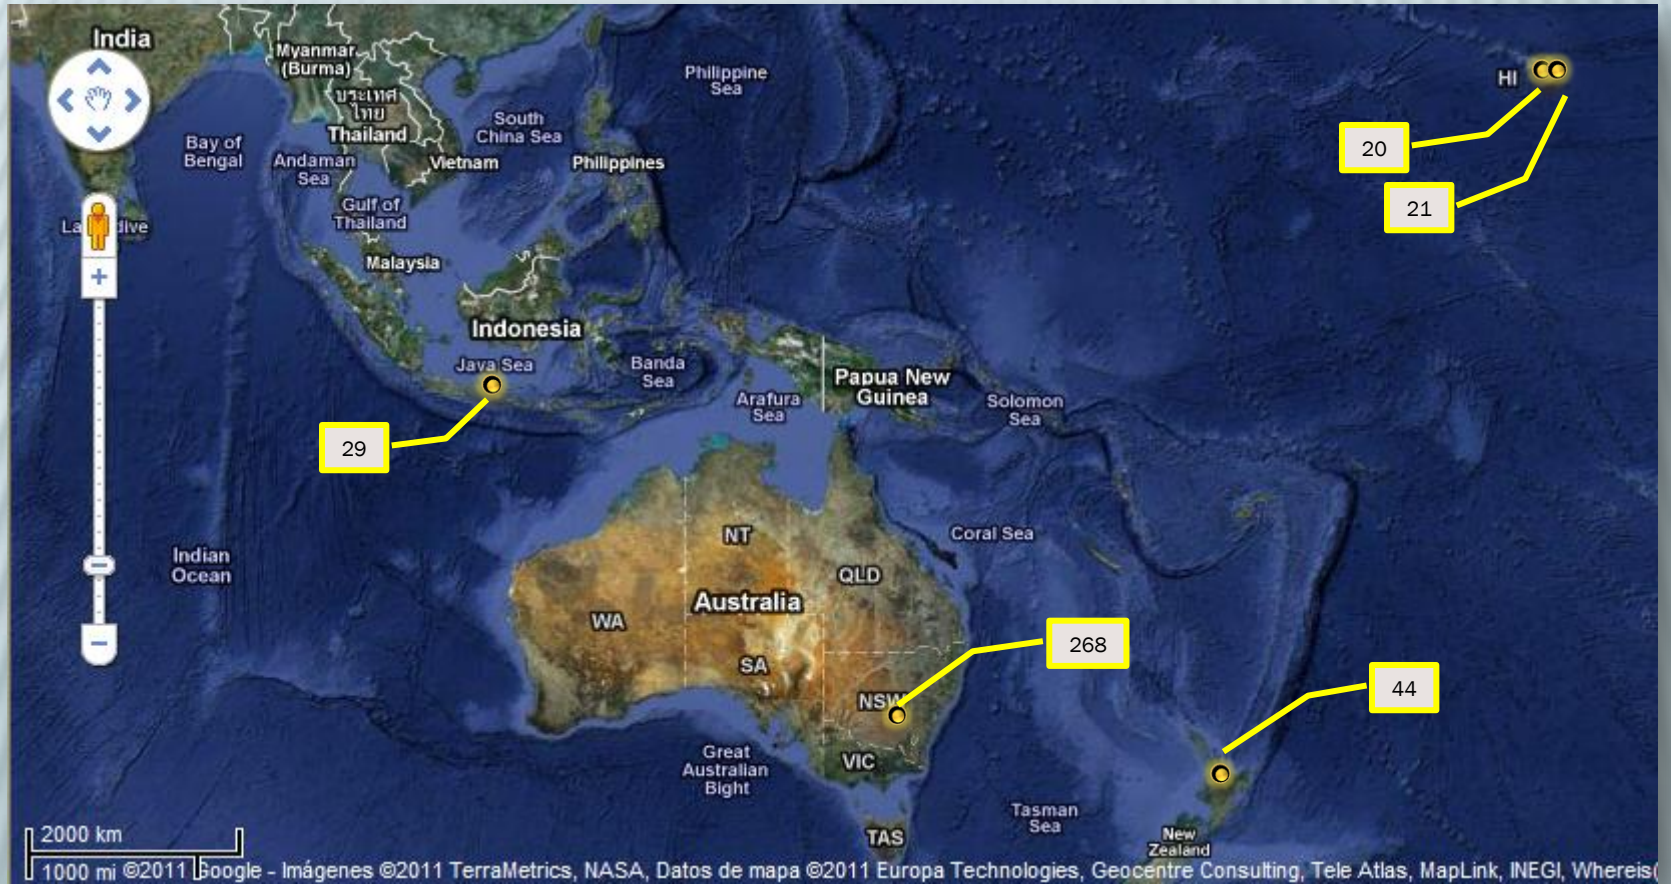 India
Myanmar
(Burma)
ประเทศ
ไทย
Thailand
Vietnam
Bay of
Bengal
Andaman
Sea
South
China Sea
Philippine
Sea
Philippines
HI
20
21
Gulf of
Thailand
Malaysia
Indonesia
Java Sea
Banda
Sea
Arafura
Sea
Papua New
Guinea
Solomon
Sea
29
Indian
Ocean
Coral Sea
NT
QLD
Australia
WA
SA
NSW
268
44
VIC
Great
Australian
Bight
Tasman
Sea
TAS
New
Zealand
2000 km
1000 mi
©2011 Google - Imágenes ©2011 TerraMetrics, NASA, Datos de mapa ©2011 Europa Technologies, Geocentre Consulting, Tele Atlas, MapLink, INEGI, Whereis(